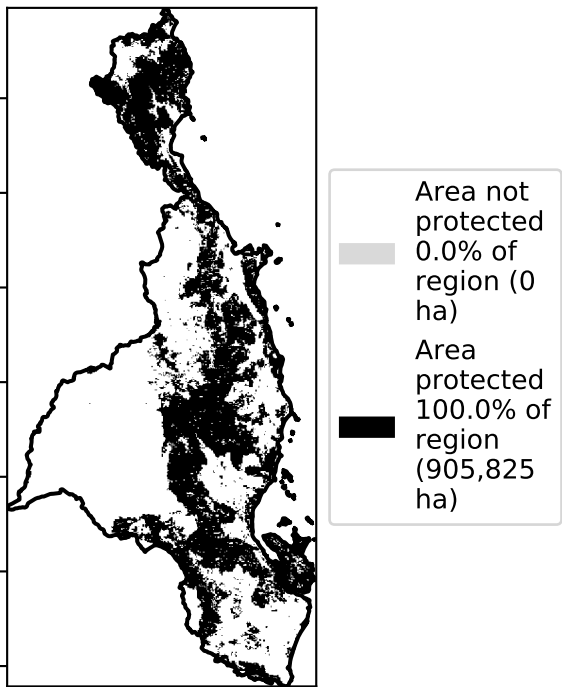 Area not
protected
0.0% of
region (0
ha)
Area
protected
100.0% of
region
(905,825
ha)